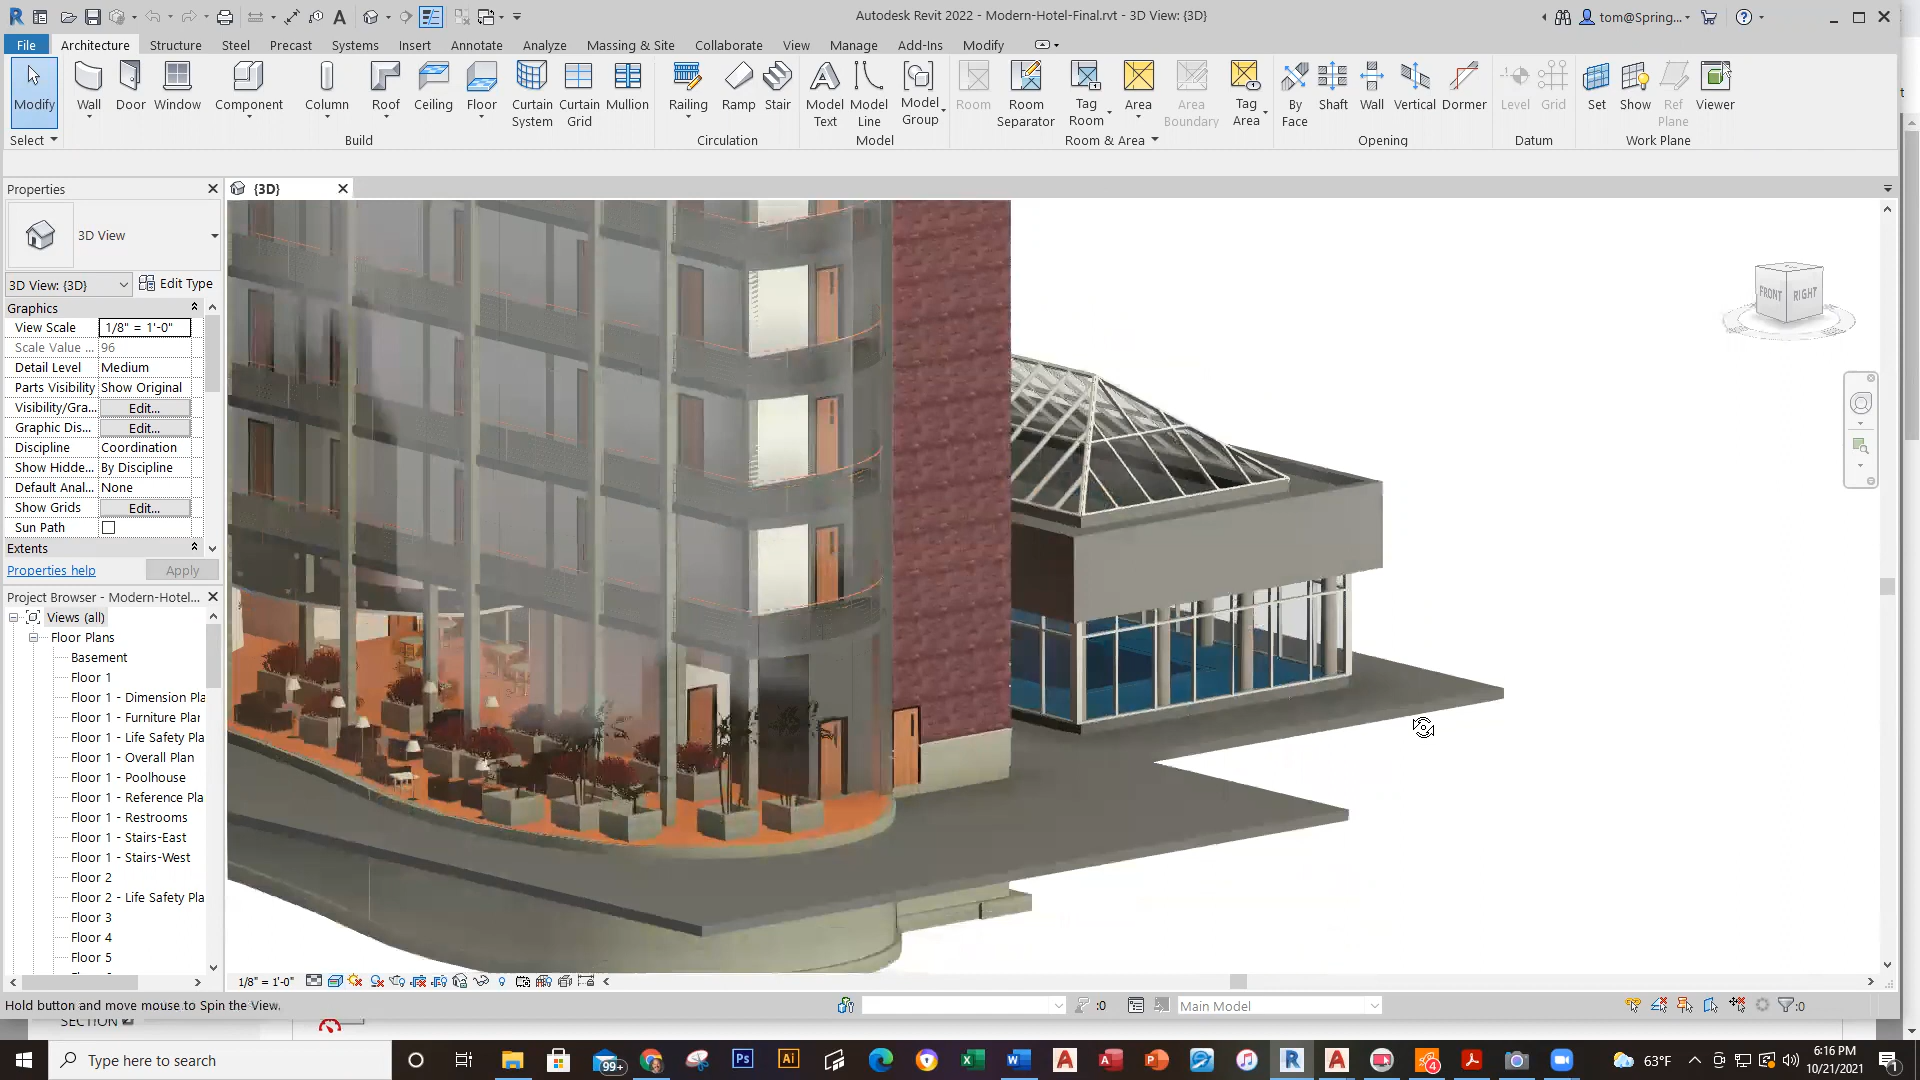 Autodesk Revit 2022 - Modern-Hotel-Final.rvt - 3D View: {3D}
tom@Spring...
File Architecture Structure Steel Precast Systems Insert Annotate Analyze Massing & Site Collaborate View Manage Add-Ins Modify
Modify Wall Door Window Component Column Roof Ceiling Floor Curtain System Curtain Grid Mullion Railing Ramp Stair Model Text Model Line Model Group Room Room Separator Tag Room Area Area Boundary Tag Area By Face Shaft Wall Vertical Dormer Level Grid Set Show Ref Plane Viewer
Select Build Circulation Model Room & Area Opening Datum Work Plane
Properties
{3D}
3D View
3D View: {3D} Edit Type
Graphics
View Scale 1/8" = 1'-0"
Scale Value ... 96
Detail Level Medium
Parts Visibility Show Original
Visibility/Gra... Edit...
Graphic Dis... Edit...
Discipline Coordination
Show Hidde... By Discipline
Default Anal... None
Show Grids Edit...
Sun Path
Extents
Properties help Apply
Project Browser - Modern-Hotel...
Views (all)
Floor Plans
Basement
Floor 1
Floor 1 - Dimension Pla
Floor 1 - Furniture Plan
Floor 1 - Life Safety Pla
Floor 1 - Overall Plan
Floor 1 - Poolhouse
Floor 1 - Reference Pla
Floor 1 - Restrooms
Floor 1 - Stairs-East
Floor 1 - Stairs-West
Floor 2
Floor 2 - Life Safety Pla
Floor 3
Floor 4
Floor 5
FRONT RIGHT
1/8" = 1'-0"
Hold button and move mouse to Spin the View.
:0
Main Model
:0
SECTION
Type here to search
99+
4
63°F
6:16 PM
10/21/2021
1